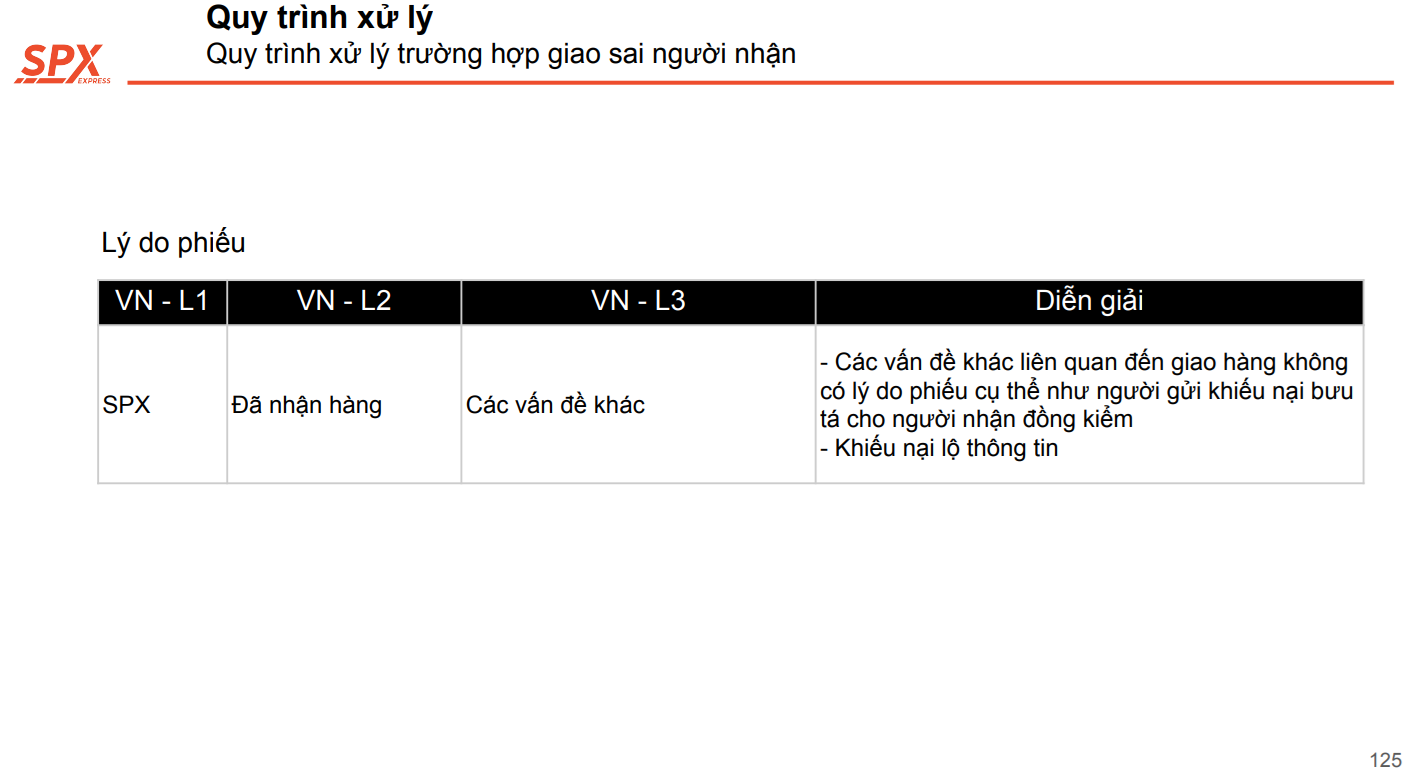 Quy trình xử lý
Quy trình xử lý trường hợp giao sai người nhận
SPX
EXPRESS
Lý do phiếu
VN - L1
VN - L2
VN - L3
Diễn giải
SPX
Đã nhận hàng
Các vấn đề khác
- Các vấn đề khác liên quan đến giao hàng không
có lý do phiếu cụ thể như người gửi khiếu nại bưu
tá cho người nhận đồng kiểm
- Khiếu nại lộ thông tin
125